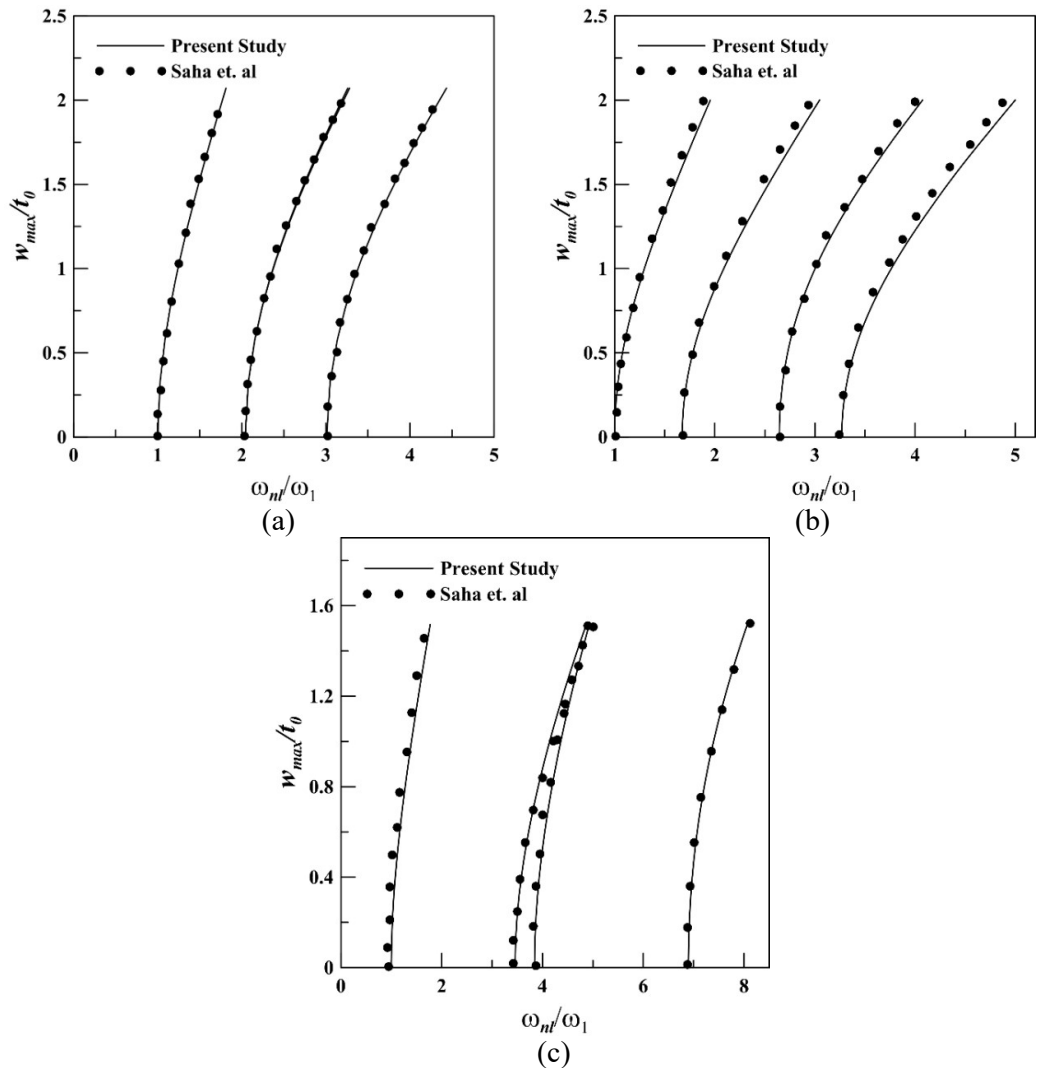 2.5
Present Study
Saha et. al
2
1.5
1
0.5
0
w_max/t_0
0 1 2 3 4 5
ω_nl/ω_1
(a)
2.5
Present Study
Saha et. al
2
1.5
1
0.5
0
w_max/t_0
1 2 3 4 5
ω_nl/ω_1
(b)
Present Study
Saha et. al
1.6
1.2
0.8
0.4
0
w_max/t_0
0 2 4 6 8
ω_nl/ω_1
(c)